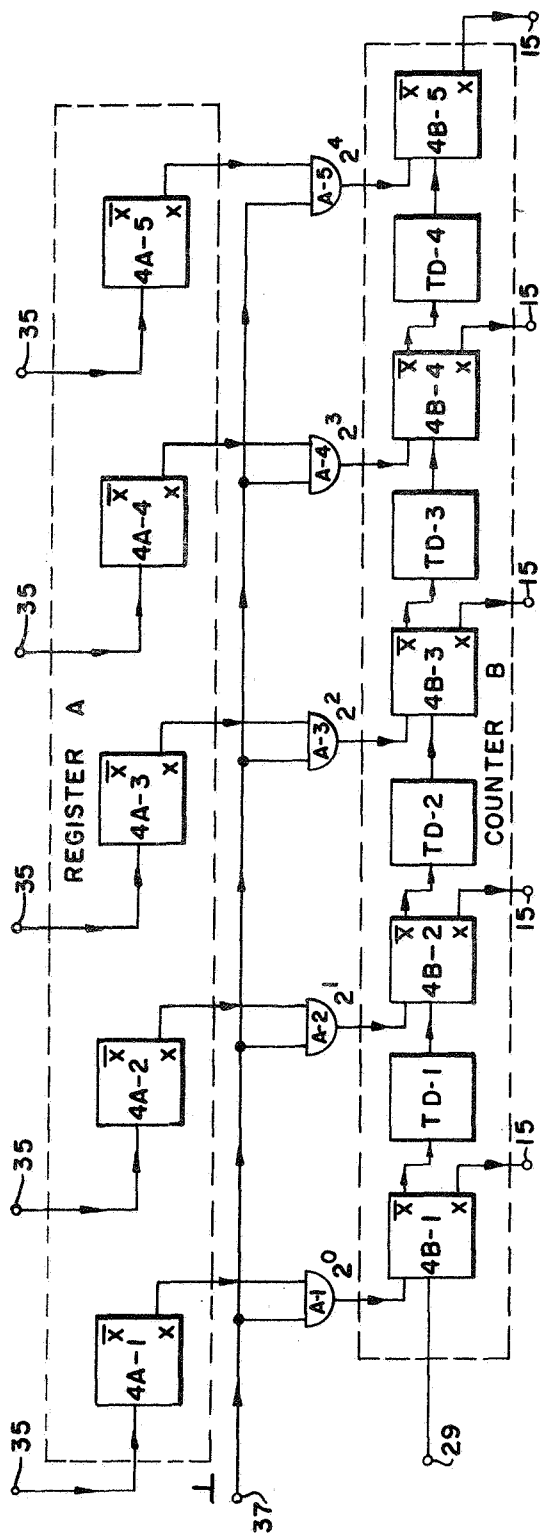 35 35 35 35 35
REGISTER A
X̅ X̅ X̅ X̅ X̅
4A-1 4A-2 4A-3 4A-4 4A-5
X X X X X
37
A-1 A-2 A-3 A-4 A-5
2⁰ 2¹ 2² 2³ 2⁴
X̅ X̅ X̅ X̅ X̅
4B-1 TD-1 4B-2 TD-2 4B-3 TD-3 4B-4 TD-4 4B-5
X X X X X
29
COUNTER B
15 15 15 15 15